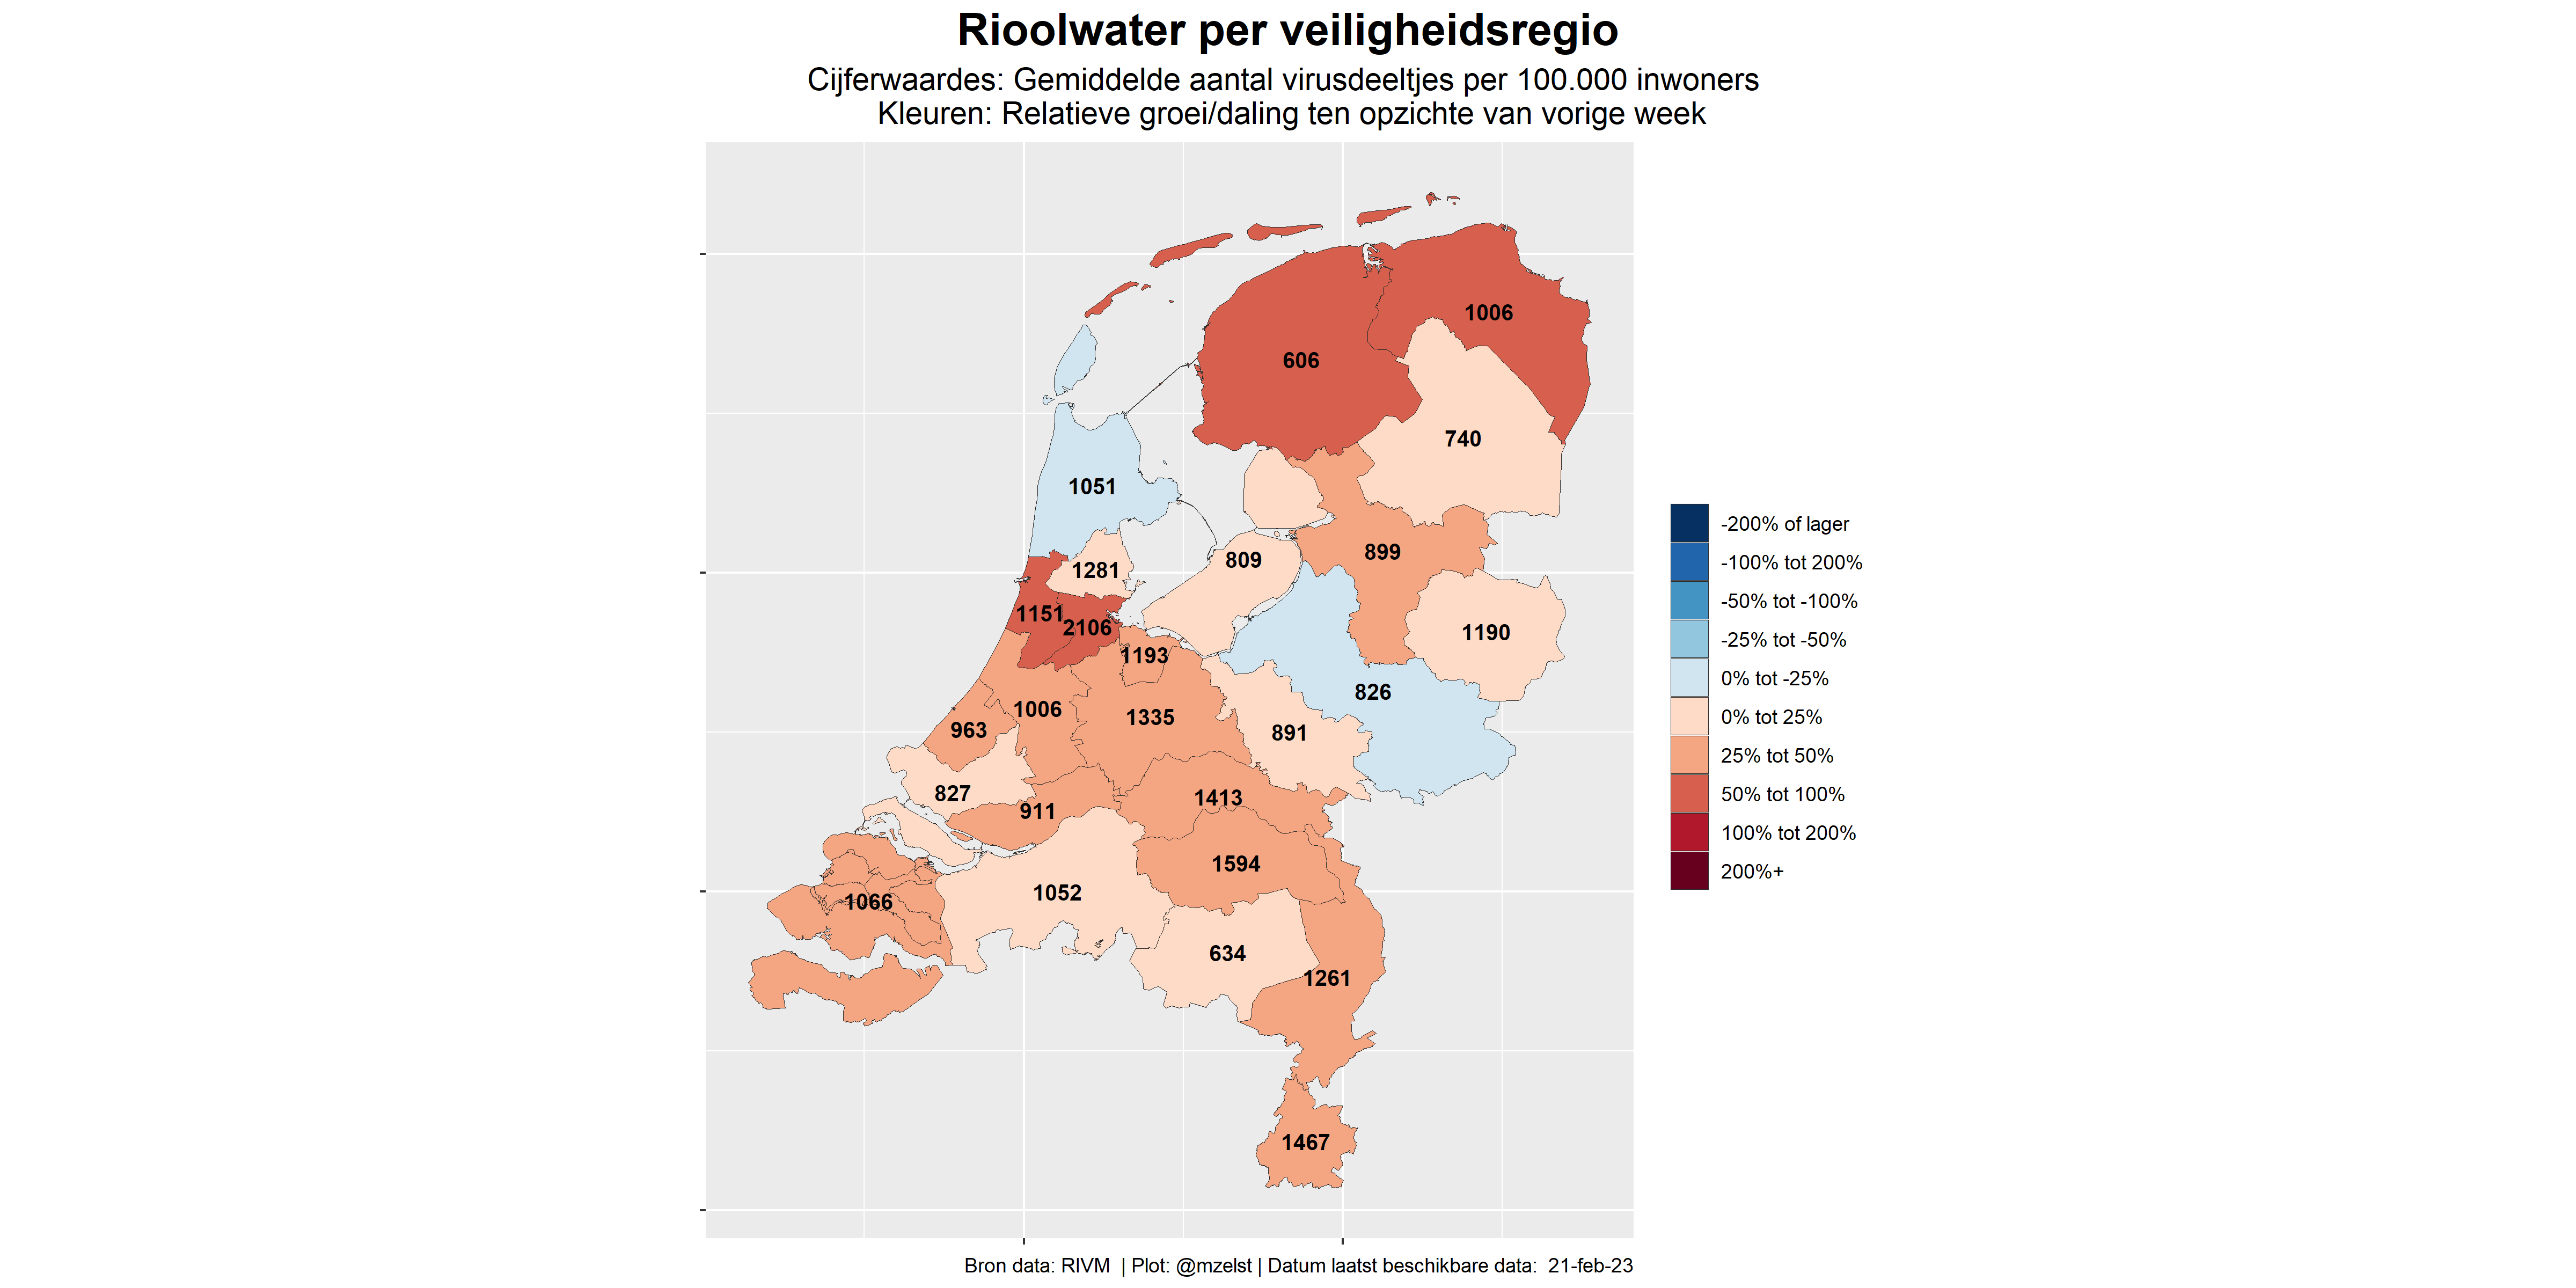 Rioolwater per veiligheidsregio
Cijferwaardes: Gemiddelde aantal virusdeeltjes per 100.000 inwoners
Kleuren: Relatieve groei/daling ten opzichte van vorige week
1006
606
740
1051
899
809
1281
1151
2106
1190
1193
826
1006
1335
963
891
827
1413
911
1594
1052
1066
634
1261
1467
-200% of lager
-100% tot 200%
-50% tot -100%
-25% tot -50%
0% tot -25%
0% tot 25%
25% tot 50%
50% tot 100%
100% tot 200%
200%+
Bron data: RIVM | Plot: @mzelst | Datum laatst beschikbare data: 21-feb-23